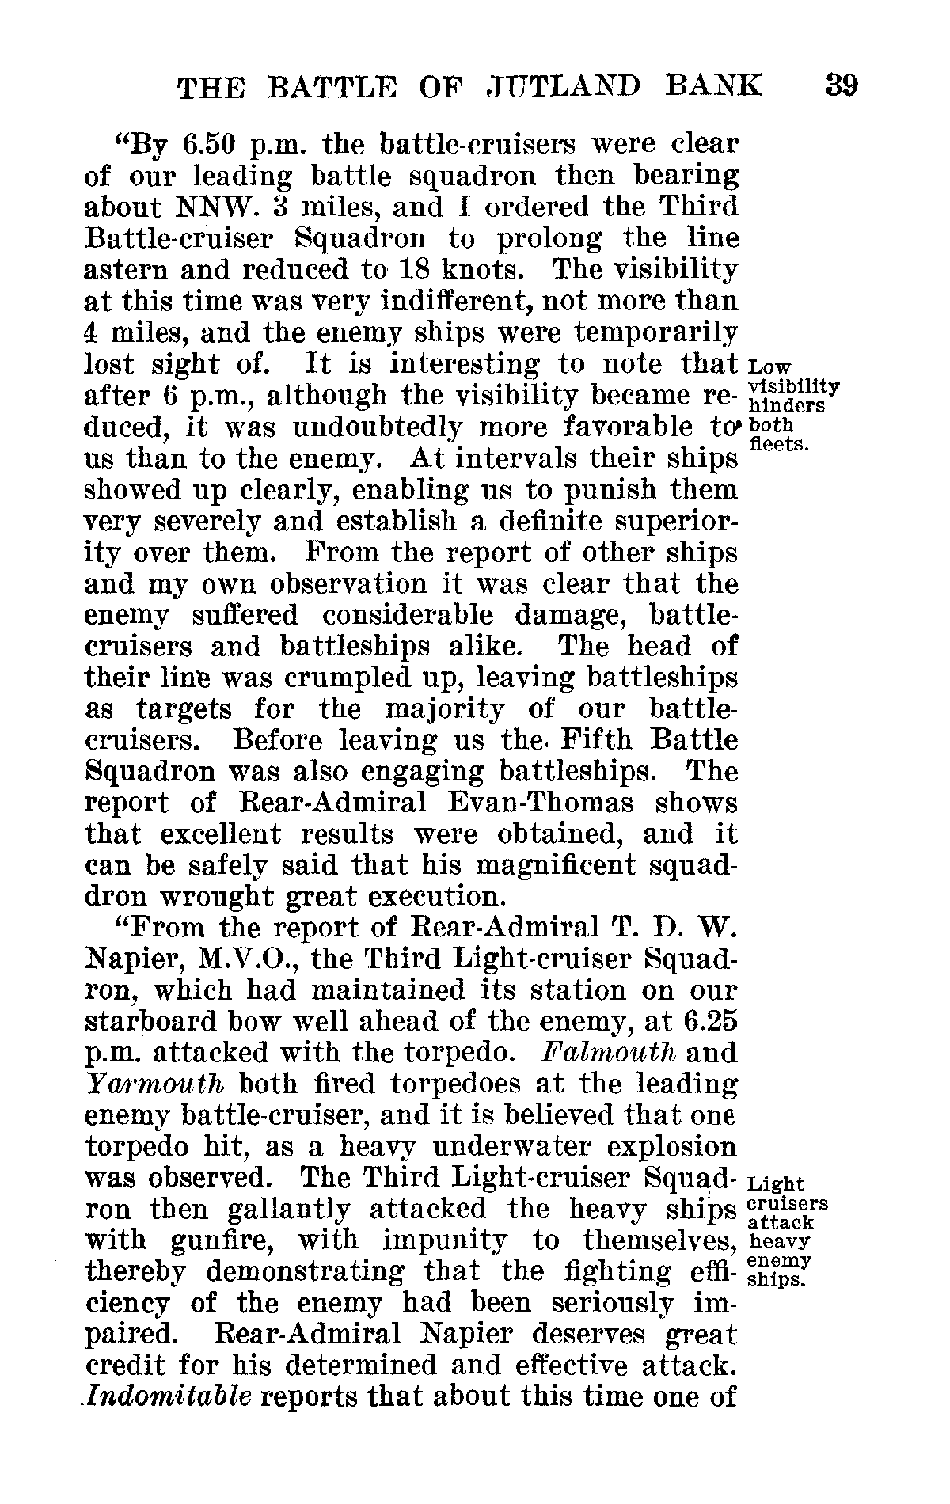 THE BATTLE OF JUTLAND BANK 39
“By 6.50 p.m. the battle-cruisers were clear
of our leading battle squadron then bearing
about NNW. 3 miles, and I ordered the Third
Battle-cruiser Squadron to prolong the line
astern and reduced to 18 knots. The visibility
at this time was very indifferent, not more than
4 miles, and the enemy ships were temporarily
lost sight of. It is interesting to note that
after 6 p.m., although the visibility became re-
duced, it was undoubtedly more favorable to
us than to the enemy. At intervals their ships
showed up clearly, enabling us to punish them
very severely and establish a definite superior-
ity over them. From the report of other ships
and my own observation it was clear that the
enemy suffered considerable damage, battle-
cruisers and battleships alike. The head of
their line was crumpled up, leaving battleships
as targets for the majority of our battle-
cruisers. Before leaving us the Fifth Battle
Squadron was also engaging battleships. The
report of Rear-Admiral Evan-Thomas shows
that excellent results were obtained, and it
can be safely said that his magnificent squad-
dron wrought great execution.
Low
visibility
hinders
both
fleets.
“From the report of Rear-Admiral T. D. W.
Napier, M.V.O., the Third Light-cruiser Squad-
ron, which had maintained its station on our
starboard bow well ahead of the enemy, at 6.25
p.m. attacked with the torpedo. Falmouth and
Yarmouth both fired torpedoes at the leading
enemy battle-cruiser, and it is believed that one
torpedo hit, as a heavy underwater explosion
was observed. The Third Light-cruiser Squad-
ron then gallantly attacked the heavy ships
with gunfire, with impunity to themselves,
thereby demonstrating that the fighting effi-
ciency of the enemy had been seriously im-
paired. Rear-Admiral Napier deserves great
credit for his determined and effective attack.
Indomitable reports that about this time one of
Light
cruisers
attack
heavy
enemy
ships.